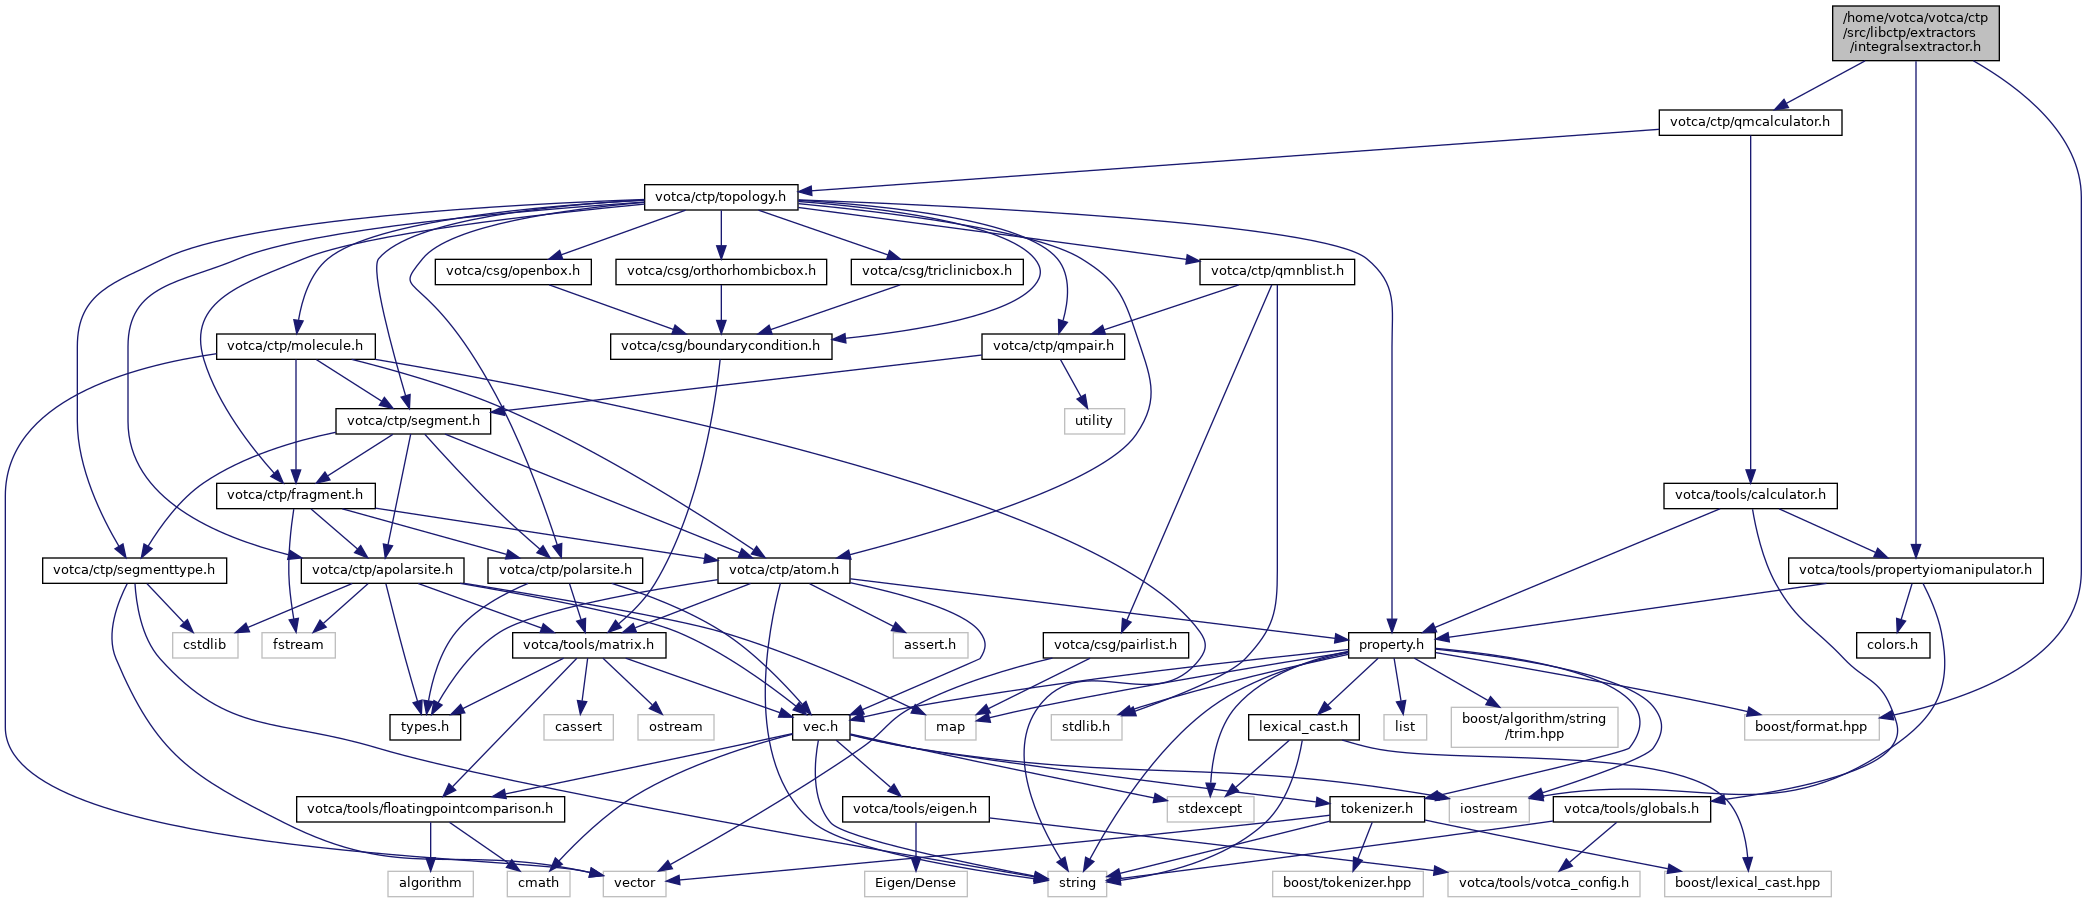 /home/votca/votca/ctp
/src/libctp/extractors
/integralsextractor.h
votca/ctp/qmcalculator.h
votca/ctp/topology.h
votca/csg/openbox.h
votca/csg/orthorhombicbox.h
votca/csg/triclinicbox.h
votca/ctp/qmnblist.h
votca/ctp/molecule.h
votca/csg/boundarycondition.h
votca/ctp/qmpair.h
votca/ctp/segment.h
utility
votca/ctp/fragment.h
votca/tools/calculator.h
votca/ctp/segmenttype.h
votca/ctp/apolarsite.h
votca/ctp/polarsite.h
votca/ctp/atom.h
votca/tools/propertyiomanipulator.h
cstdlib
fstream
votca/tools/matrix.h
assert.h
votca/csg/pairlist.h
property.h
colors.h
types.h
cassert
ostream
vec.h
map
stdlib.h
lexical_cast.h
list
boost/algorithm/string
/trim.hpp
boost/format.hpp
votca/tools/floatingpointcomparison.h
votca/tools/eigen.h
stdexcept
tokenizer.h
iostream
votca/tools/globals.h
algorithm
cmath
vector
Eigen/Dense
string
boost/tokenizer.hpp
votca/tools/votca_config.h
boost/lexical_cast.hpp